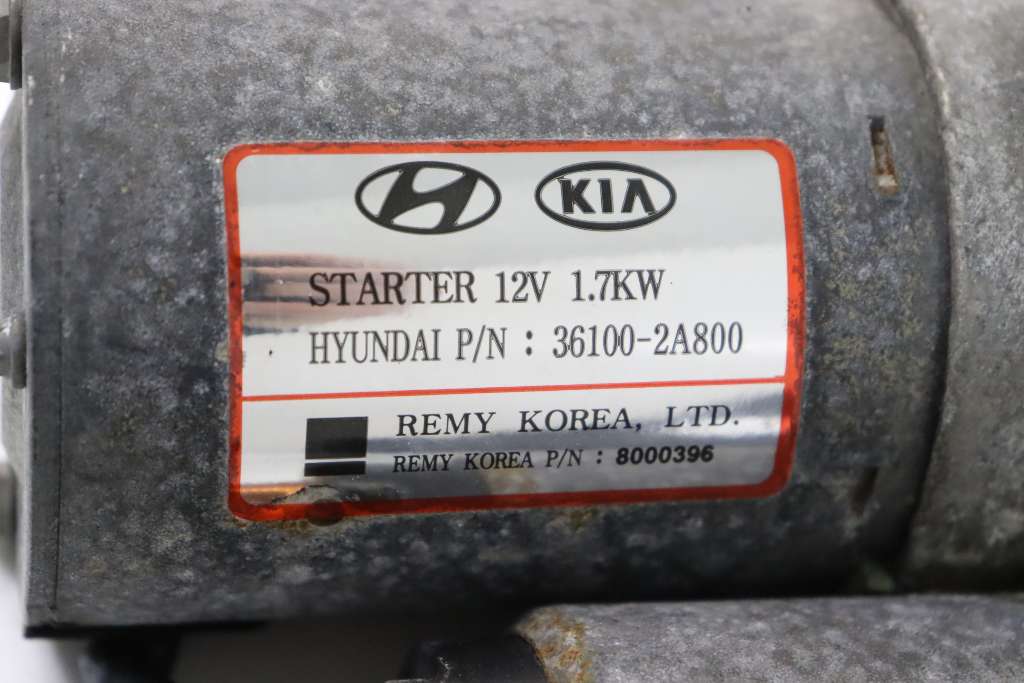 KIA
STARTER 12V 1.7KW
HYUNDAI P/N : 36100-2A800
REMY KOREA, LTD.
REMY KOREA P/N : 8000396